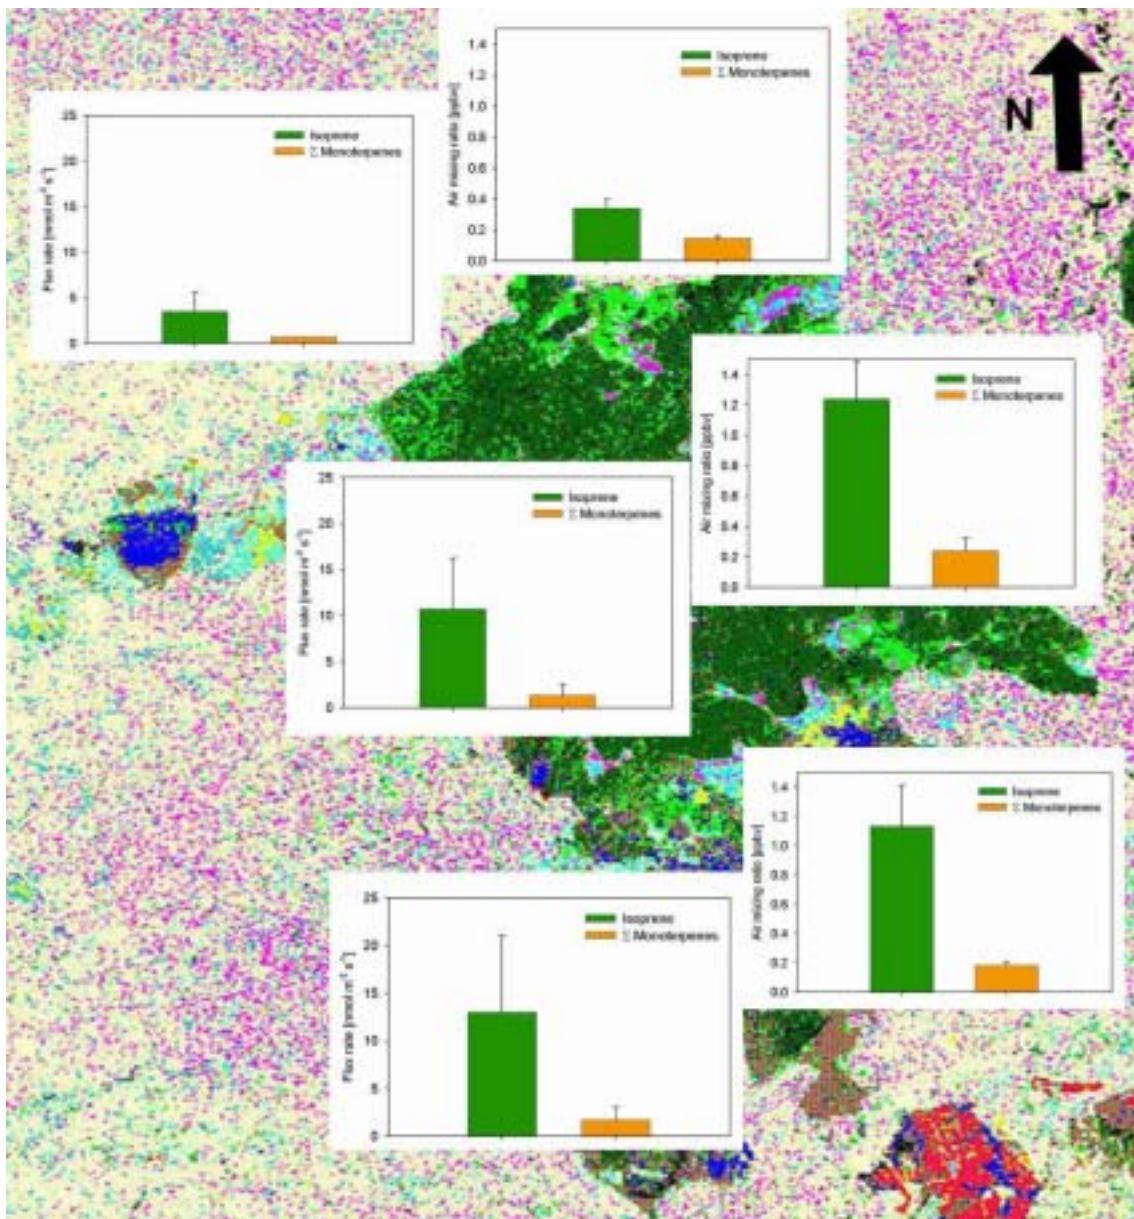 1.4
1.2
1.0
0.8
0.6
0.4
0.2
0.0
Air mixing ratio [ppbv]
Isoprene
Σ Monoterpenes
N
25
20
15
10
5
0
Flux rate [nmol m⁻² s⁻¹]
Isoprene
Σ Monoterpenes
1.4
1.2
1.0
0.8
0.6
0.4
0.2
0.0
Air mixing ratio [ppbv]
Isoprene
Σ Monoterpenes
25
20
15
10
5
0
Flux rate [nmol m⁻² s⁻¹]
Isoprene
Σ Monoterpenes
1.4
1.2
1.0
0.8
0.6
0.4
0.2
0.0
Air mixing ratio [ppbv]
Isoprene
Σ Monoterpenes
25
20
15
10
5
0
Flux rate [nmol m⁻² s⁻¹]
Isoprene
Σ Monoterpenes